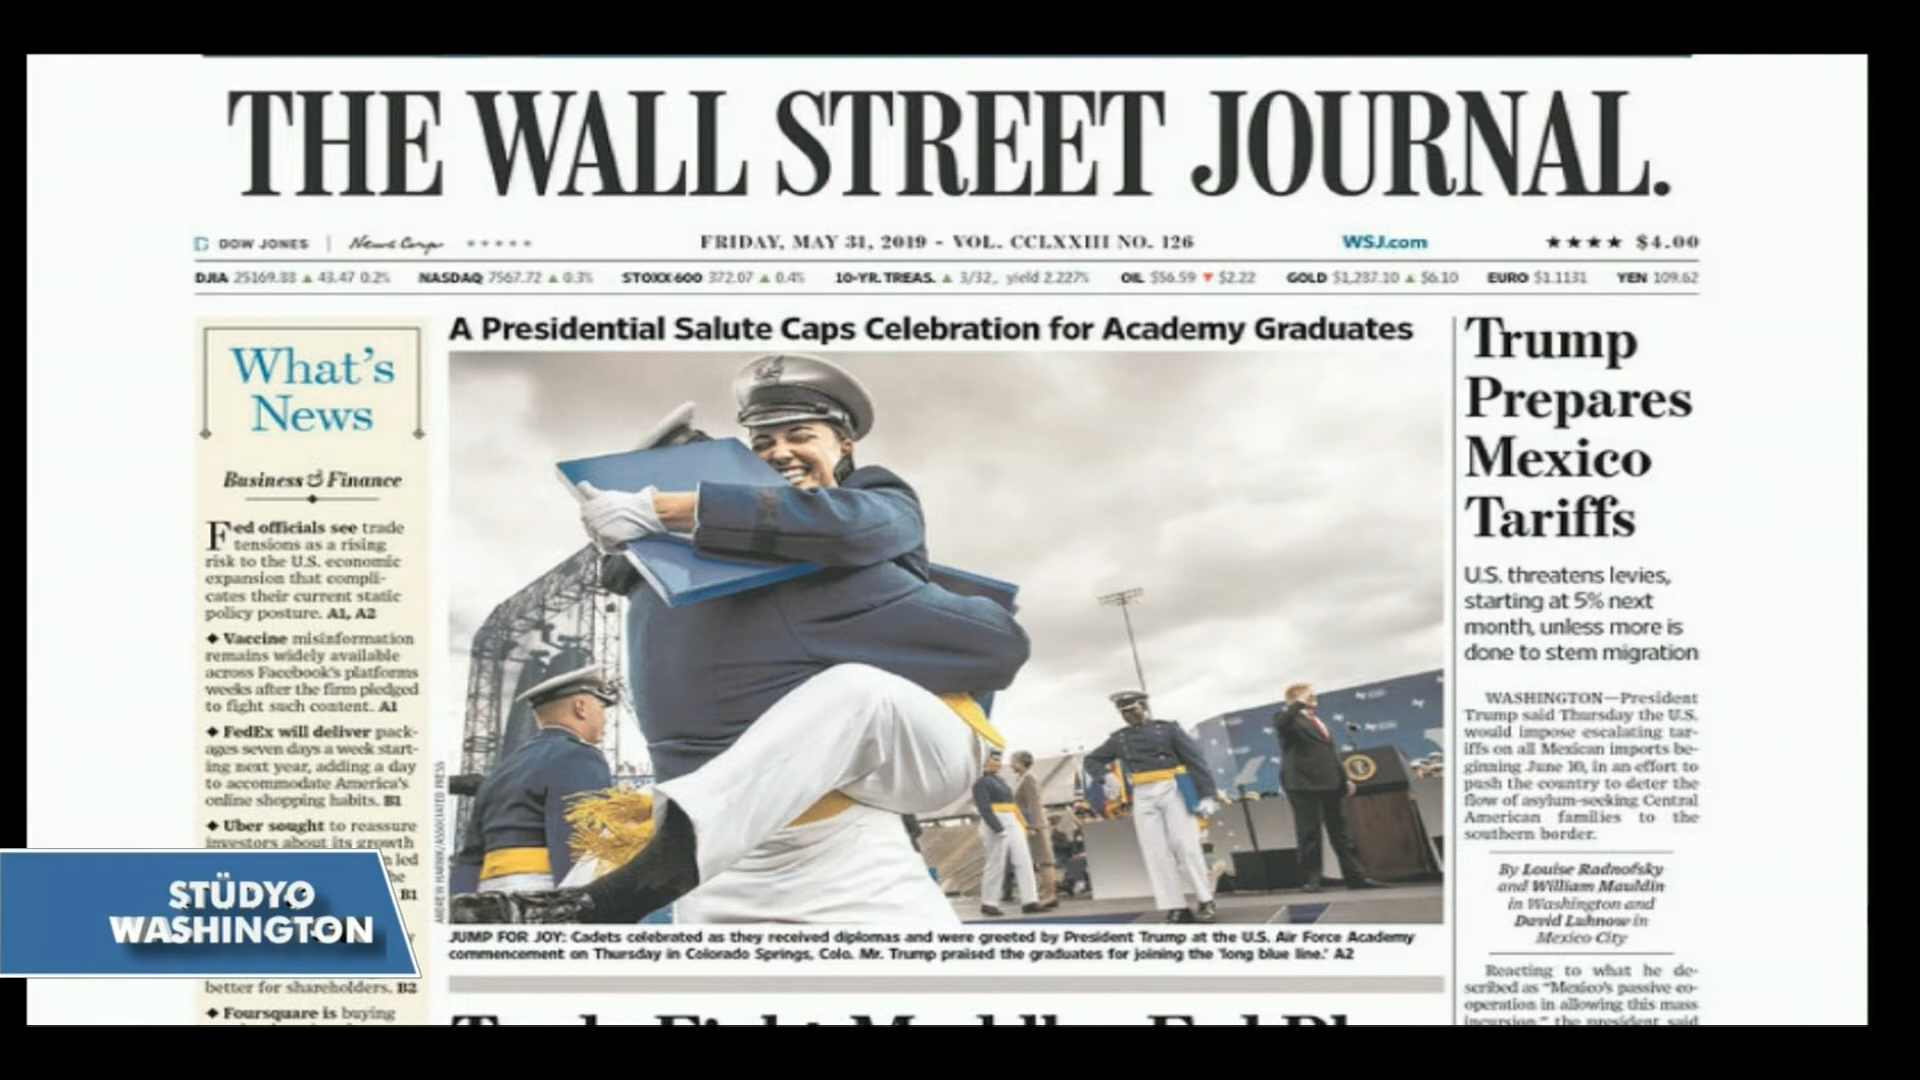 THE WALL STREET JOURNAL.
DOW JONES | News Corp ★★★★★ FRIDAY, MAY 31, 2019 - VOL. CCLXXIII NO. 126 WSJ.com ★★★★ $4.00
DJIA 25169.88 ▲ 43.47 0.2% NASDAQ 7567.72 ▲ 0.3% STOXX 600 372.07 ▲ 0.4% 10-YR. TREAS. ▲ 3/32, yield 2.227% OIL $56.59 ▼ $2.22 GOLD $1,287.10 ▲ $6.10 EURO $1.1131 YEN 109.62
What's
News
Business & Finance
Fed officials see trade
tensions as a rising
risk to the U.S. economic
expansion that compli-
cates their current static
policy posture. A1, A2
◆ Vaccine misinformation
remains widely available
across Facebook's platforms
weeks after the firm pledged
to fight such content. A1
◆ FedEx will deliver pack-
ages seven days a week start-
ing next year, adding a day
to accommodate America's
online shopping habits. B1
◆ Uber sought to reassure
investors about its growth
led
B1
better for shareholders. B2
◆ Foursquare is buying
A Presidential Salute Caps Celebration for Academy Graduates
ANDREW HARNIK/ASSOCIATED PRESS
JUMP FOR JOY: Cadets celebrated as they received diplomas and were greeted by President Trump at the U.S. Air Force Academy
commencement on Thursday in Colorado Springs, Colo. Mr. Trump praised the graduates for joining the 'long blue line.' A2
Trump
Prepares
Mexico
Tariffs
U.S. threatens levies,
starting at 5% next
month, unless more is
done to stem migration
WASHINGTON—President
Trump said Thursday the U.S.
would impose escalating tar-
iffs on all Mexican imports be-
ginning June 10, in an effort to
push the country to deter the
flow of asylum-seeking Central
American families to the
southern border.
By Louise Radnofsky
and William Mauldin
in Washington and
David Luhnow in
Mexico City
Reacting to what he de-
scribed as "Mexico's passive co-
operation in allowing this mass
incursion," the president said
STÜDYO
WASHINGTON